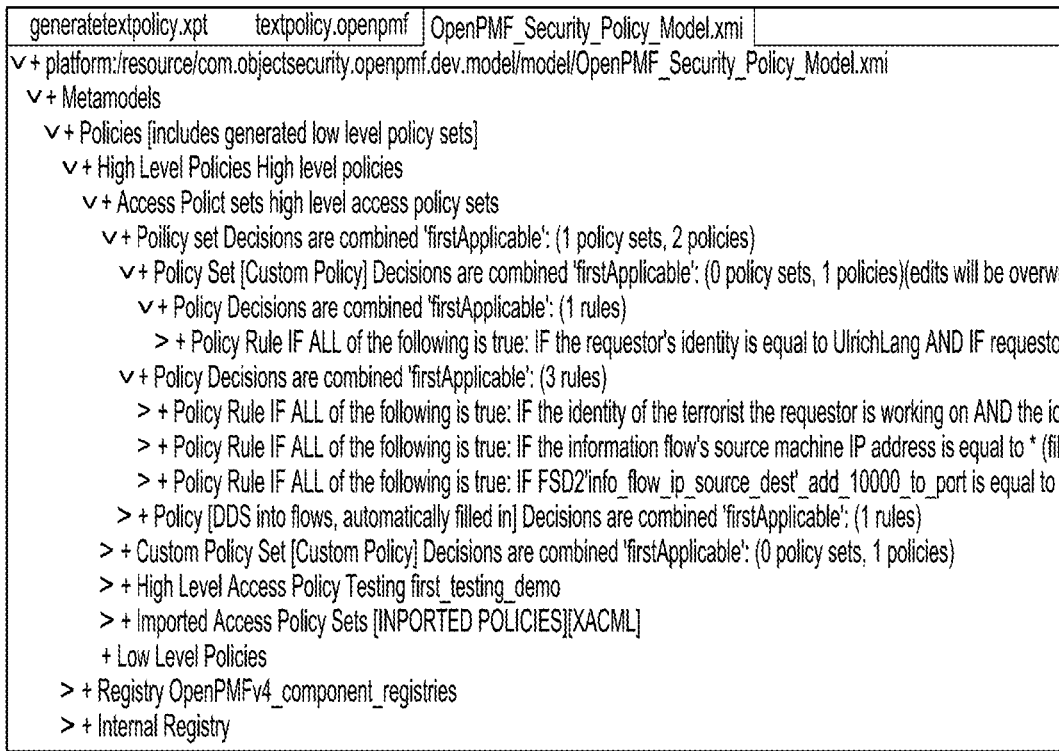 generatetextpolicy.xpt textpolicy.openpmf OpenPMF_Security_Policy_Model.xmi
∨ + platform:/resource/com.objectsecurity.openpmf.dev.model/model/OpenPMF_Security_Policy_Model.xmi
∨ + Metamodels
∨ + Policies [includes generated low level policy sets]
∨ + High Level Policies High level policies
∨ + Access Polict sets high level access policy sets
∨ + Poilicy set Decisions are combined 'firstApplicable': (1 policy sets, 2 policies)
∨ + Policy Set [Custom Policy] Decisions are combined 'firstApplicable': (0 policy sets, 1 policies)(edits will be overw
∨ + Policy Decisions are combined 'firstApplicable': (1 rules)
> + Policy Rule IF ALL of the following is true: IF the requestor's identity is equal to UlrichLang AND IF requesto
∨ + Policy Decisions are combined 'firstApplicable': (3 rules)
> + Policy Rule IF ALL of the following is true: IF the identity of the terrorist the requestor is working on AND the ic
> + Policy Rule IF ALL of the following is true: IF the information flow's source machine IP address is equal to * (fil
> + Policy Rule IF ALL of the following is true: IF FSD2'info_flow_ip_source_dest'_add_10000_to_port is equal to
> + Policy [DDS into flows, automatically filled in] Decisions are combined 'firstApplicable': (1 rules)
> + Custom Policy Set [Custom Policy] Decisions are combined 'firstApplicable': (0 policy sets, 1 policies)
> + High Level Access Policy Testing first_testing_demo
> + Imported Access Policy Sets [INPORTED POLICIES][XACML]
+ Low Level Policies
> + Registry OpenPMFv4_component_registries
> + Internal Registry